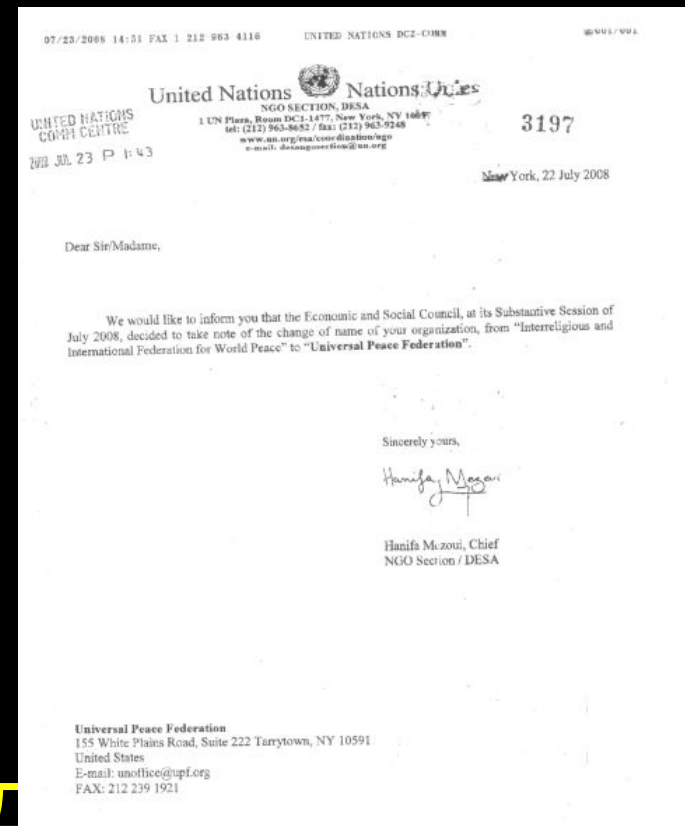 07/23/2008 14:31 FAX 1 212 963 4116 UNITED NATIONS DC2-COMM 001/001
United Nations Nations Unies
NGO SECTION, DESA
1 UN Plaza, Room DC1-1477, New York, NY 10017
tel: (212) 963-8652 / fax: (212) 963-9248
www.un.org/esa/coordination/ngo
e-mail: desangosection@un.org
UNITED NATIONS
COMM CENTRE
2008 JUL 23 P 1:43
3197
New York, 22 July 2008
Dear Sir/Madame,
We would like to inform you that the Economic and Social Council, at its Substantive Session of
July 2008, decided to take note of the change of name of your organization, from “Interreligious and
International Federation for World Peace” to “Universal Peace Federation”.
Sincerely yours,
Hanifa Mezoui, Chief
NGO Section / DESA
Universal Peace Federation
155 White Plains Road, Suite 222 Tarrytown, NY 10591
United States
E-mail: unoffice@upf.org
FAX: 212 239 1921